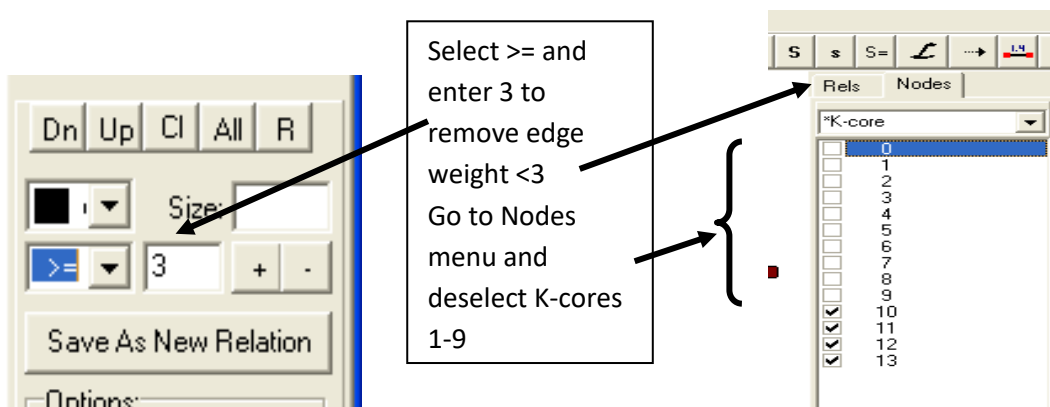 Dn Up Cl All R
Size:
>= 3 + -
Save As New Relation
Options:
Select >= and
enter 3 to
remove edge
weight <3
Go to Nodes
menu and
deselect K-cores
1-9
S s S= 1.4
Rels Nodes
*K-core
0
1
2
3
4
5
6
7
8
9
10
11
12
13